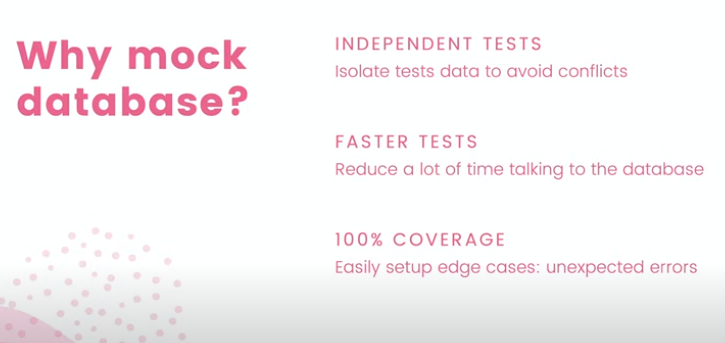 Why mock
database?
INDEPENDENT TESTS
Isolate tests data to avoid conflicts
FASTER TESTS
Reduce a lot of time talking to the database
100% COVERAGE
Easily setup edge cases: unexpected errors